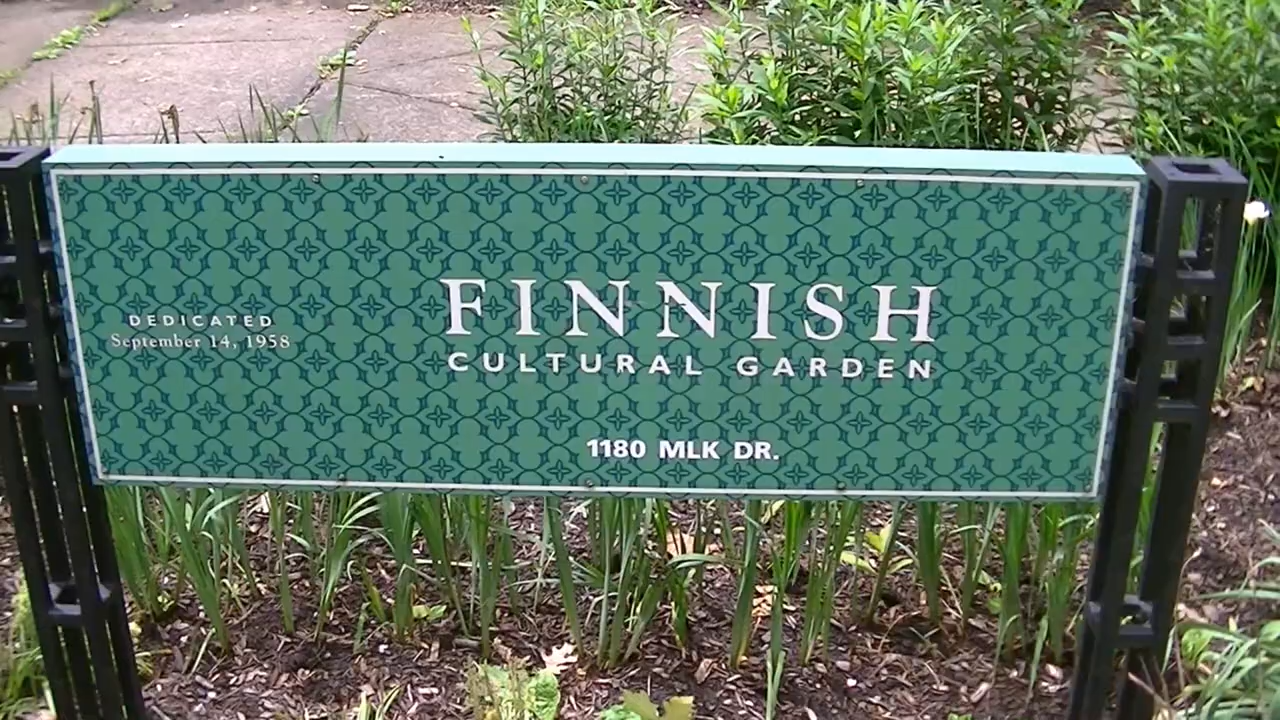 DEDICATED
September 14, 1958
FINNISH
CULTURAL GARDEN
1180 MLK DR.